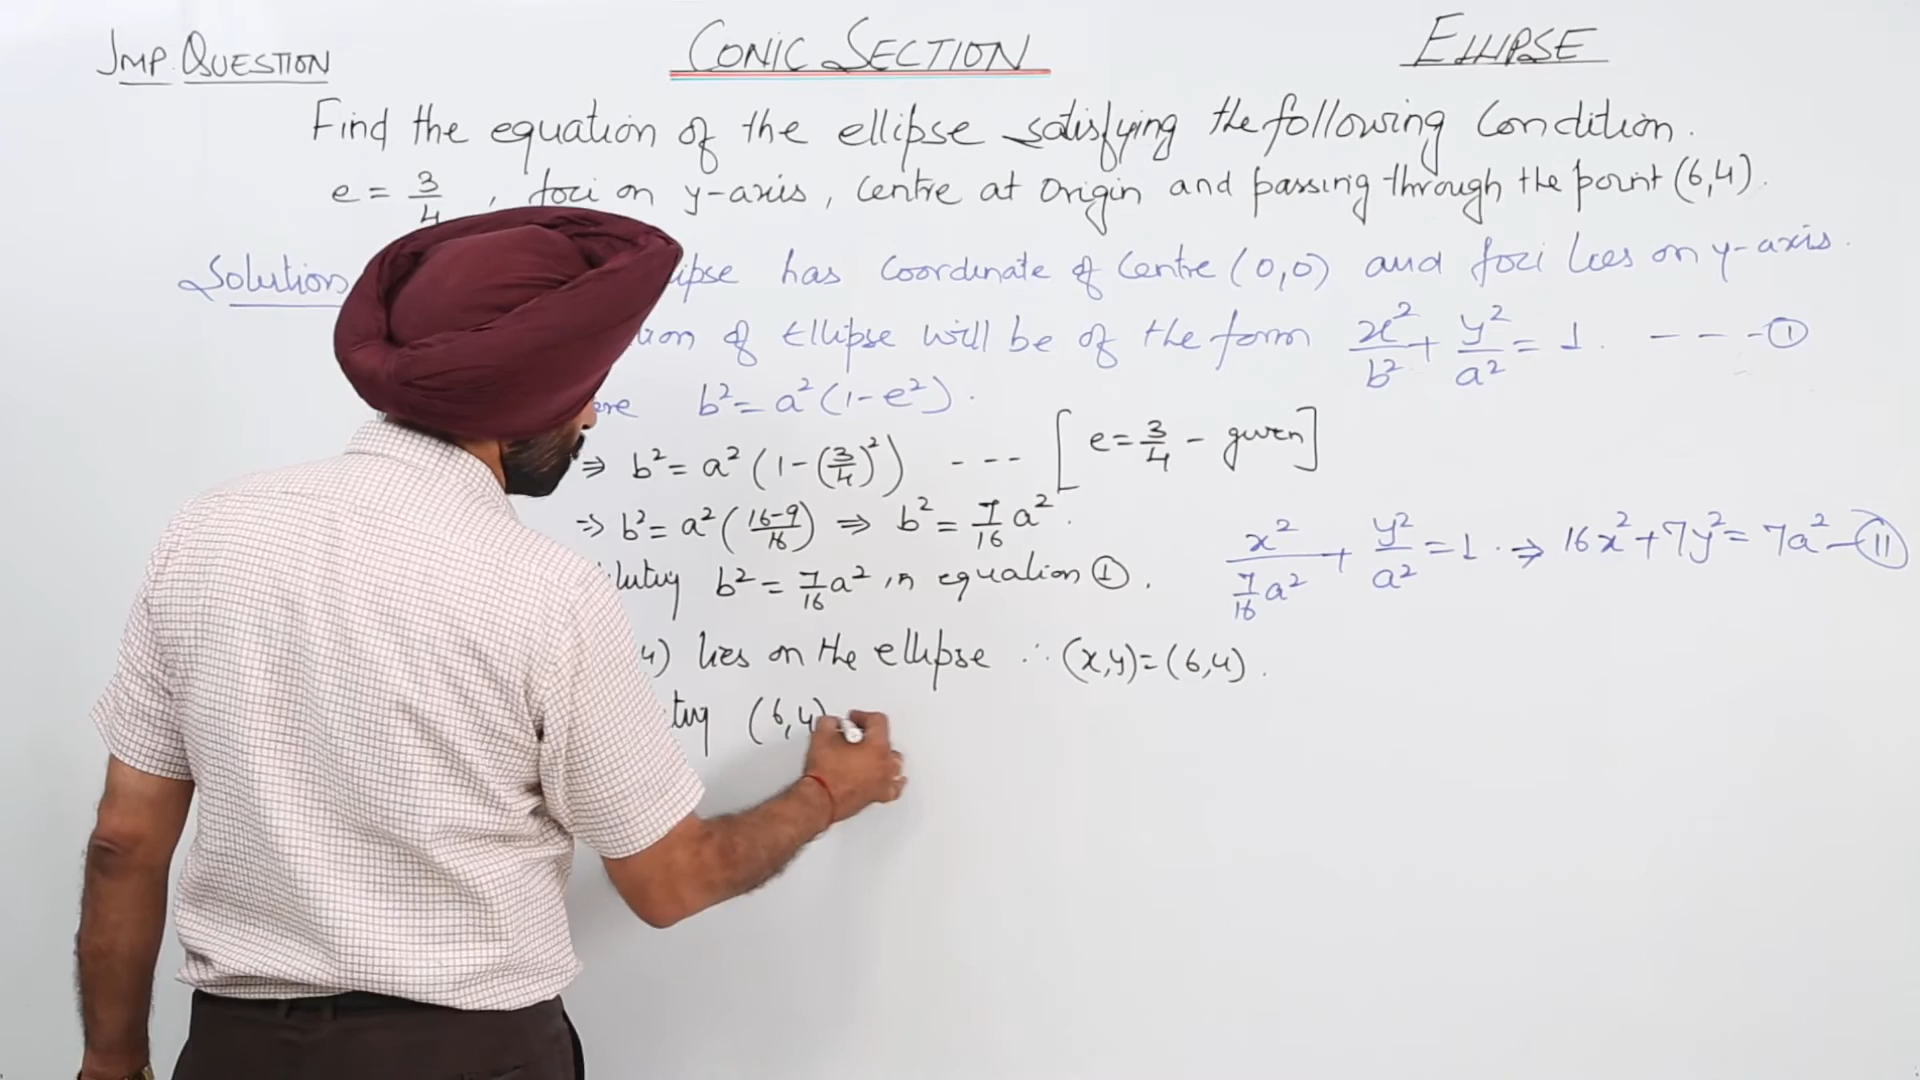 IMP. QUESTION CONIC SECTION ELLIPSE
Find the equation of the ellipse satisfying the following condition.
e = 3/4, foci on y-axis, centre at origin and passing through the point (6,4).
Solution has coordinate of centre (0,0) and foci lies on y-axis.
of Ellipse will be of the form x²/b² + y²/a² = 1. --- ①
b² = a²(1-e²).
⇒ b² = a²(1-(3/4)²) --- [e = 3/4 - given]
⇒ b² = a²((16-9)/16) ⇒ b² = 7/16 a².
b² = 7/16 a² in equation ①. x²/(7/16 a²) + y²/a² = 1. ⇒ 16x² + 7y² = 7a² - ⑪
4) lies on the ellipse ∴ (x,y) = (6,4).
(6,4)